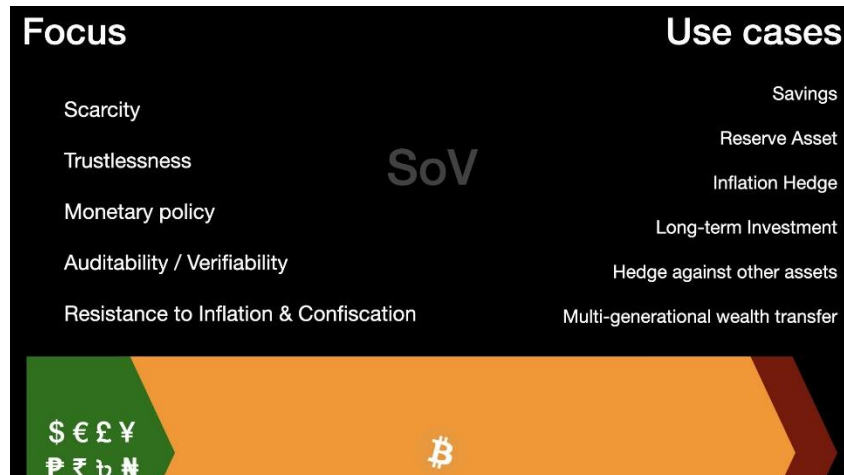 Focus
Use cases
Scarcity
Trustlessness
Monetary policy
Auditability / Verifiability
Resistance to Inflation & Confiscation
SoV
Savings
Reserve Asset
Inflation Hedge
Long-term Investment
Hedge against other assets
Multi-generational wealth transfer
$ € £ ¥
₱ ₹ ৳ ₦
₿